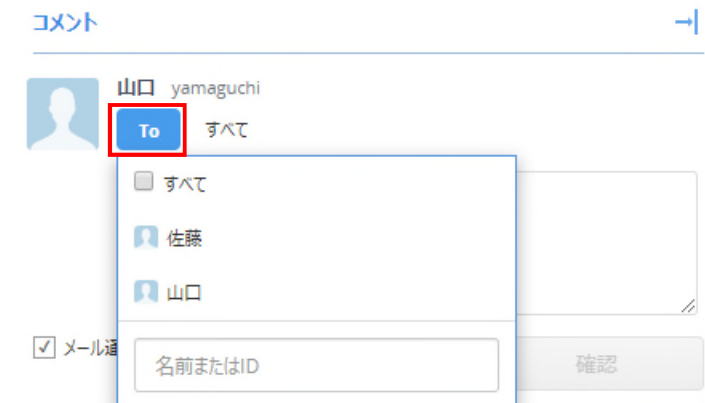 コメント
山口 yamaguchi
To すべて
すべて
佐藤
山口
メール通
名前またはID
確認